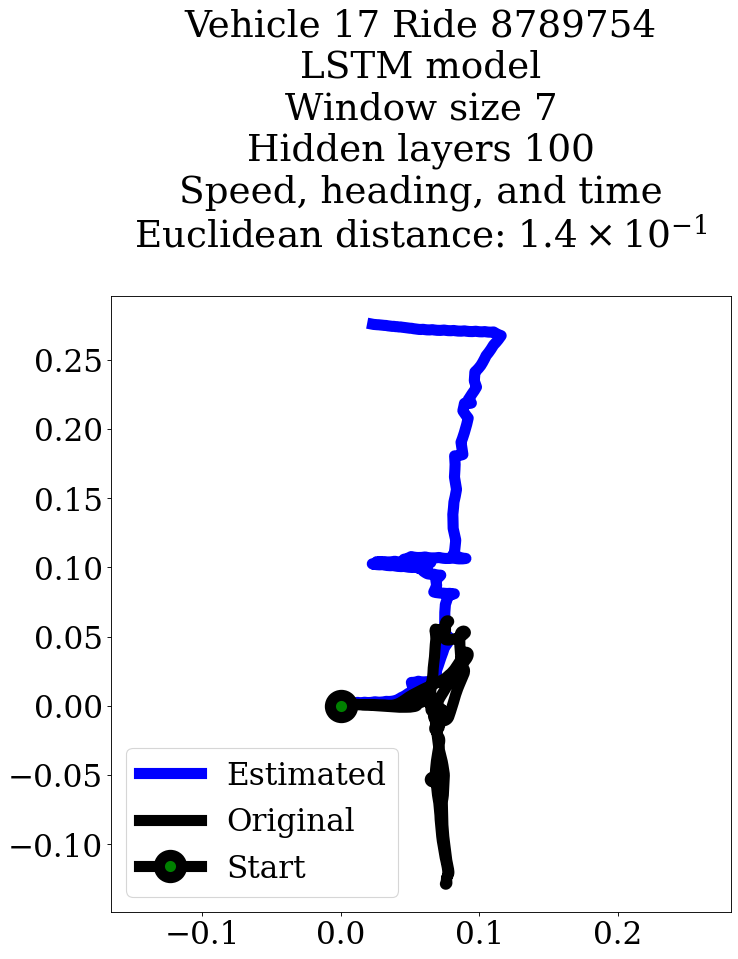 Vehicle 17 Ride 8789754
LSTM model
Window size 7
Hidden layers 100
Speed, heading, and time
Euclidean distance: 1.4 × 10⁻¹
0.25
0.20
0.15
0.10
0.05
0.00
−0.05
−0.10
Estimated
Original
Start
−0.1
0.0
0.1
0.2